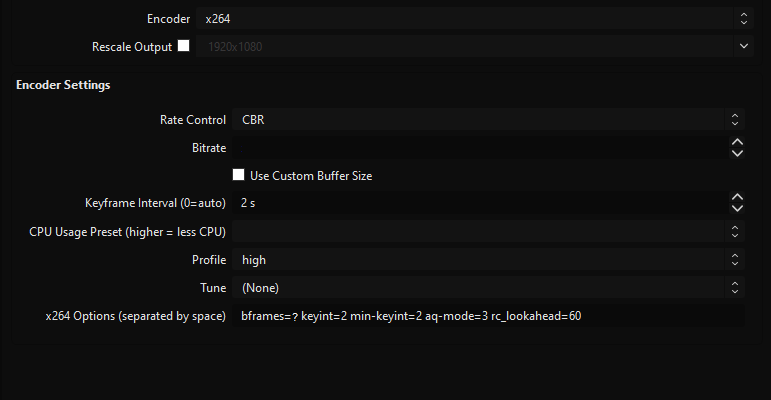 Encoder x264
Rescale Output 1920x1080
Encoder Settings
Rate Control CBR
Bitrate
Use Custom Buffer Size
Keyframe Interval (0=auto) 2 s
CPU Usage Preset (higher = less CPU)
Profile high
Tune (None)
x264 Options (separated by space) bframes=? keyint=2 min-keyint=2 aq-mode=3 rc_lookahead=60